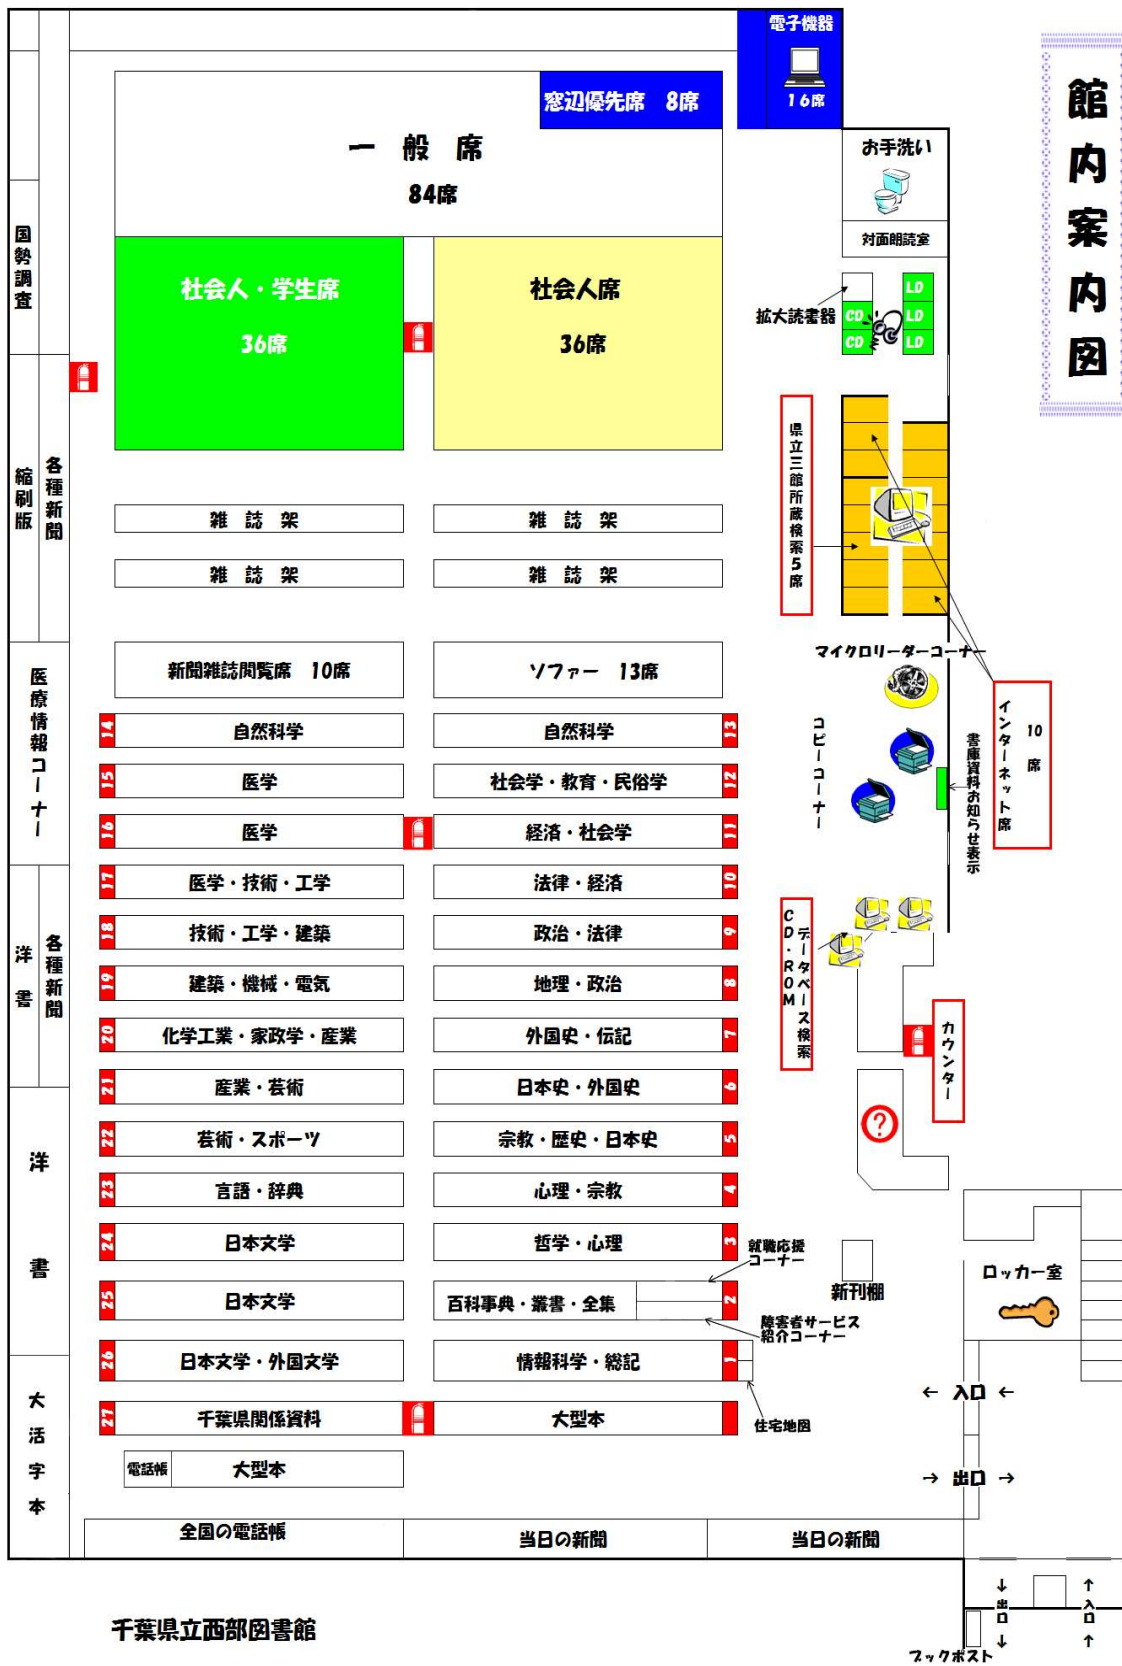 館内案内図
電子機器
16席
窓辺優先席 8席
一般席
84席
お手洗い
対面朗読室
国勢調査
社会人・学生席
36席
社会人席
36席
拡大読書器
LD
CD
LD
CD
LD
県立三館所蔵検索5席
縮刷版
各種新聞
雑誌架
雑誌架
雑誌架
雑誌架
マイクロリーダーコーナー
インターネット席
10席
医療情報コーナー
新聞雑誌閲覧席 10席
ソファー 13席
コピーコーナー
書庫資料お知らせ表示
14
自然科学
自然科学
13
15
医学
社会学・教育・民俗学
12
16
医学
経済・社会学
11
17
医学・技術・工学
法律・経済
10
18
技術・工学・建築
政治・法律
9
19
建築・機械・電気
地理・政治
8
20
化学工業・家政学・産業
外国史・伝記
7
21
産業・芸術
日本史・外国史
6
22
芸術・スポーツ
宗教・歴史・日本史
5
23
言語・辞典
心理・宗教
4
24
日本文学
哲学・心理
3
25
日本文学
百科事典・叢書・全集
2
26
日本文学・外国文学
情報科学・総記
1
27
千葉県関係資料
大型本
電話帳
大型本
全国の電話帳
当日の新聞
当日の新聞
洋書
各種新聞
洋書
大活字本
データベース検索
CD・ROM
カウンター
?
就職応援
コーナー
障害者サービス
紹介コーナー
住宅地図
新刊棚
ロッカー室
← 入口 ←
→ 出口 →
↓出口↓
↑入口↑
ブックポスト
千葉県立西部図書館